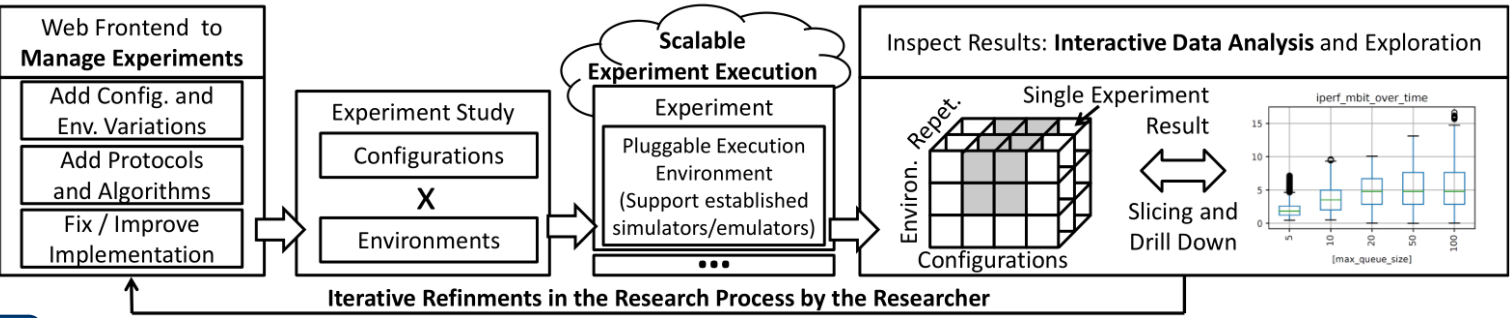 Web Frontend to
Manage Experiments
Add Config. and
Env. Variations
Add Protocols
and Algorithms
Fix / Improve
Implementation
Experiment Study
Configurations
X
Environments
Scalable
Experiment Execution
Experiment
Pluggable Execution
Environment
(Support established
simulators/emulators)
...
Inspect Results: Interactive Data Analysis and Exploration
Repet.
Environ.
Configurations
Single Experiment
Result
Slicing and
Drill Down
iperf_mbit_over_time
15
10
5
0
5
10
20
50
100
[max_queue_size]
Iterative Refinments in the Research Process by the Researcher